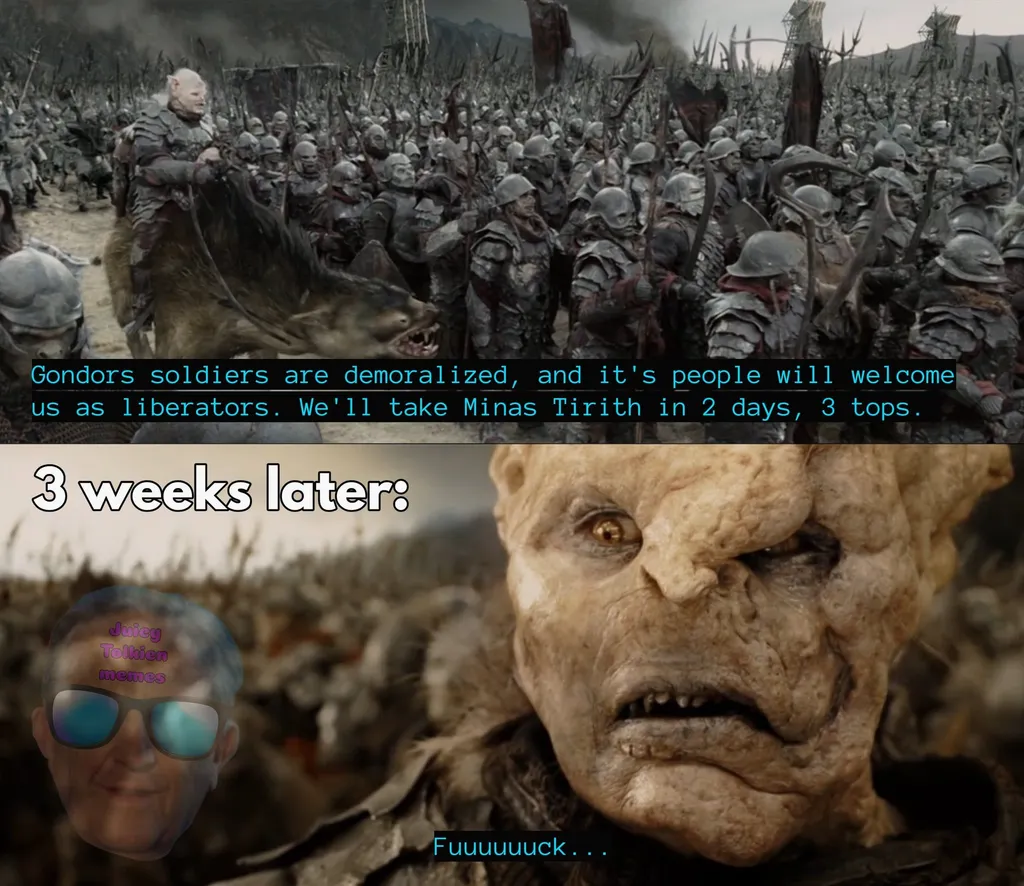 Gondors soldiers are demoralized, and it's people will welcome
us as liberators. We'll take Minas Tirith in 2 days, 3 tops.
3 weeks later:
Juicy
Tolkien
memes
Fuuuuuuck...